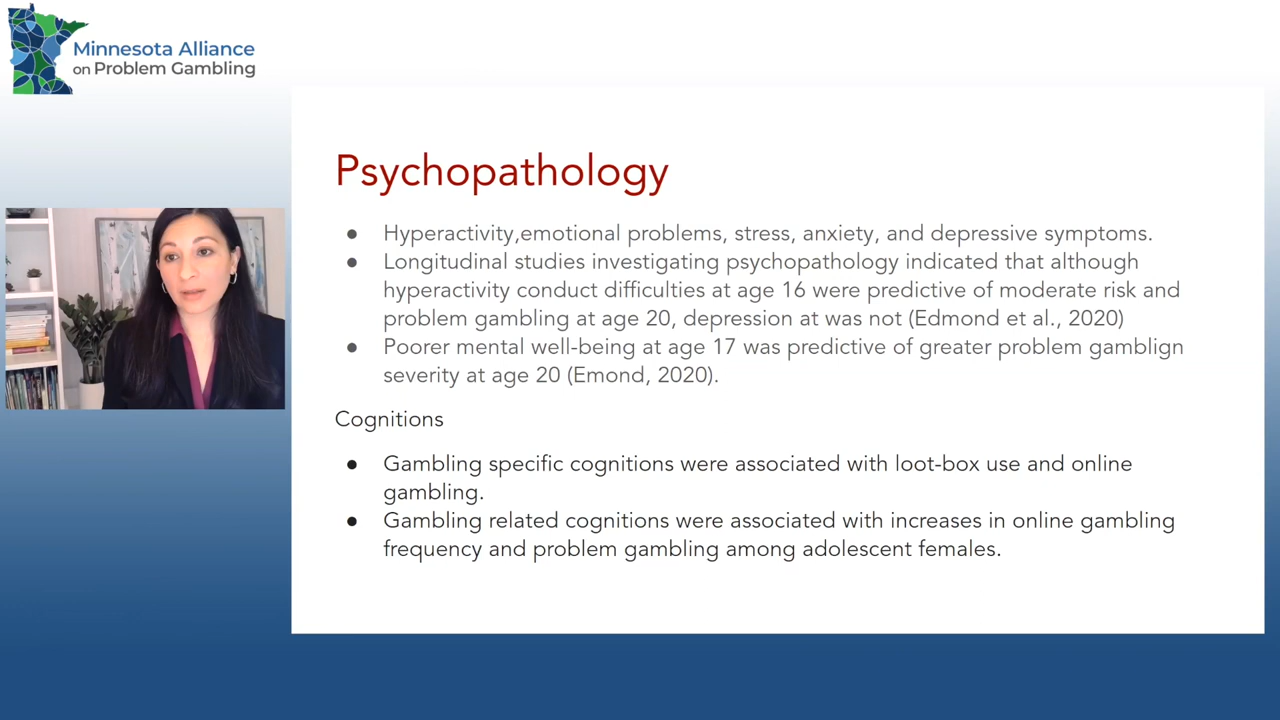 Minnesota Alliance
on Problem Gambling
Psychopathology
● Hyperactivity,emotional problems, stress, anxiety, and depressive symptoms.
● Longitudinal studies investigating psychopathology indicated that although
hyperactivity conduct difficulties at age 16 were predictive of moderate risk and
problem gambling at age 20, depression at was not (Edmond et al., 2020)
● Poorer mental well-being at age 17 was predictive of greater problem gamblign
severity at age 20 (Emond, 2020).
Cognitions
● Gambling specific cognitions were associated with loot-box use and online
gambling.
● Gambling related cognitions were associated with increases in online gambling
frequency and problem gambling among adolescent females.